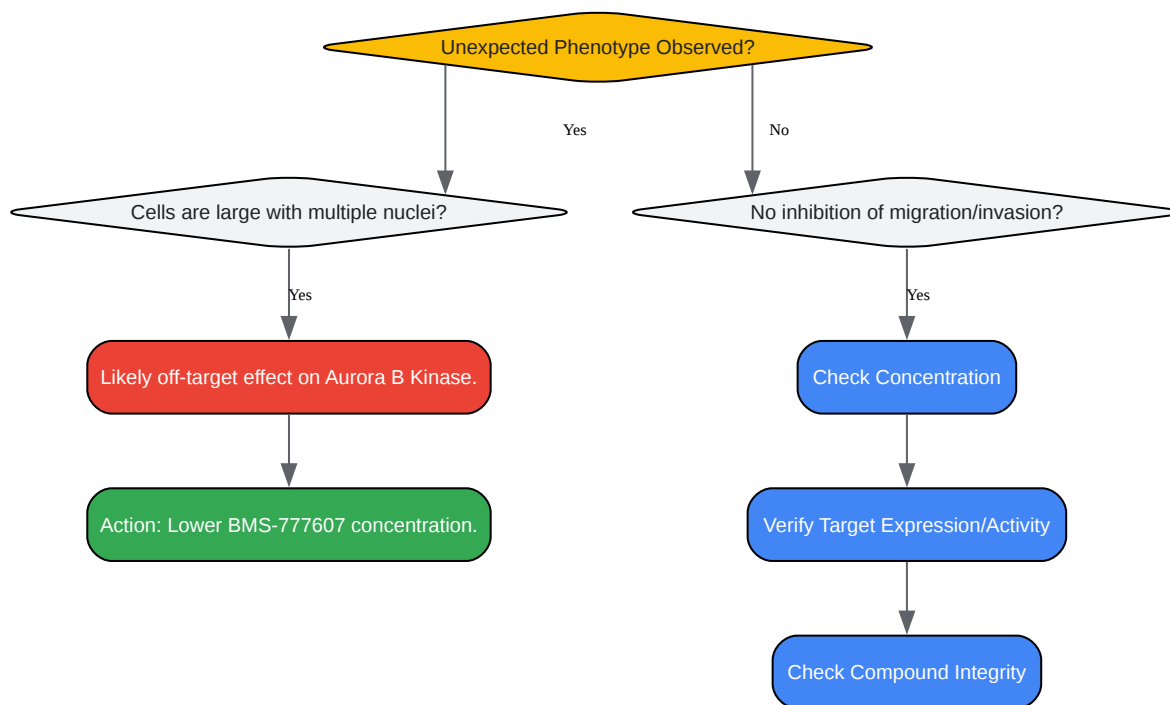 Unexpected Phenotype Observed?
Yes
No
Cells are large with multiple nuclei?
No inhibition of migration/invasion?
Yes
Yes
Likely off-target effect on Aurora B Kinase.
Check Concentration
Action: Lower BMS-777607 concentration.
Verify Target Expression/Activity
Check Compound Integrity